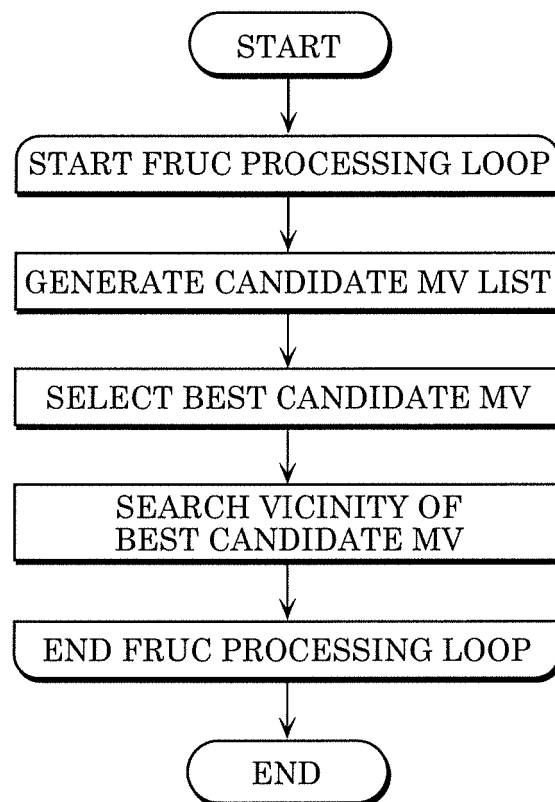 START
START FRUC PROCESSING LOOP
GENERATE CANDIDATE MV LIST
SELECT BEST CANDIDATE MV
SEARCH VICINITY OF
BEST CANDIDATE MV
END FRUC PROCESSING LOOP
END